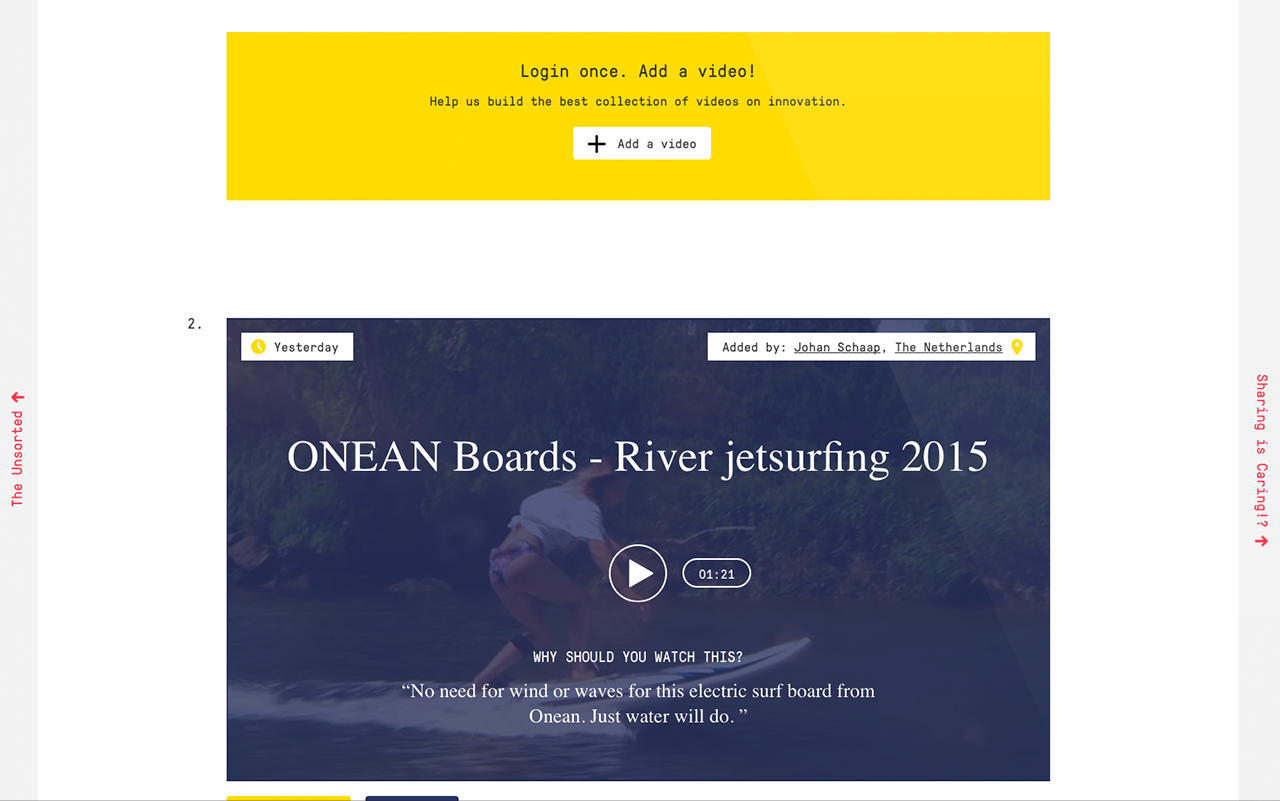 Login once. Add a video!
Help us build the best collection of videos on innovation.
Add a video
2.
Yesterday
Added by: Johan Schaap, The Netherlands
The Unsorted
Sharing is Caring!?
ONEAN Boards - River jetsurfing 2015
01:21
WHY SHOULD YOU WATCH THIS?
“No need for wind or waves for this electric surf board from
Onean. Just water will do. ”